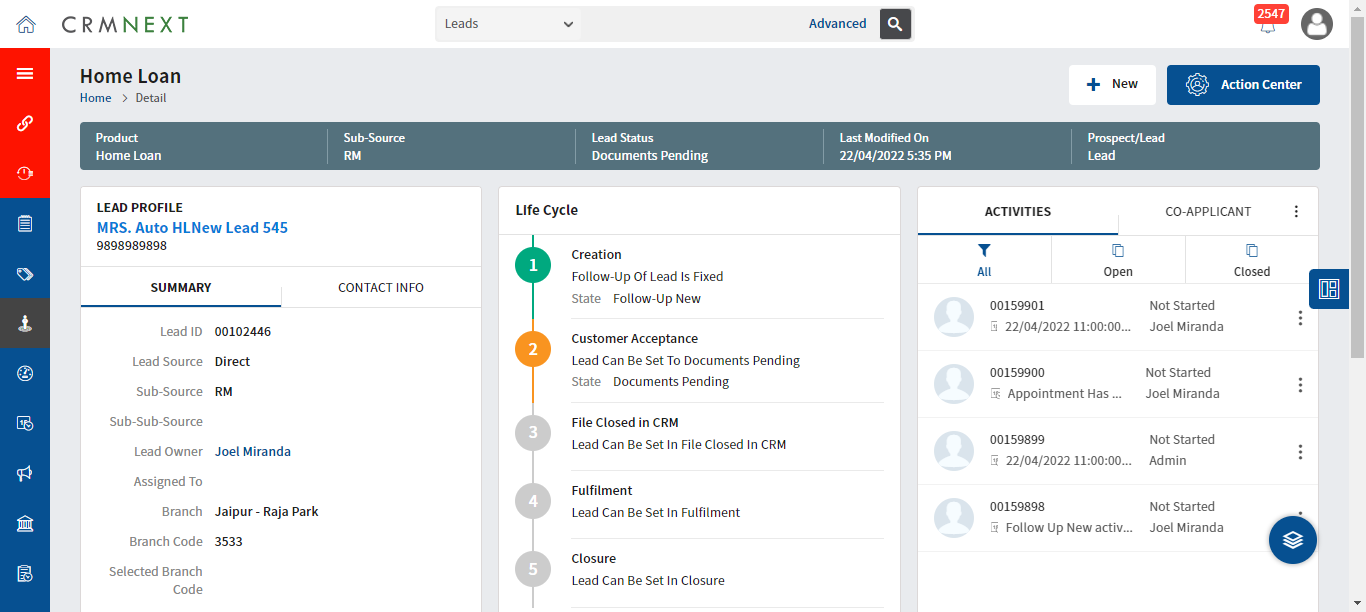 CRMNEXT
Leads
Advanced
2547
Home Loan
Home > Detail
New
Action Center
Product
Home Loan
Sub-Source
RM
Lead Status
Documents Pending
Last Modified On
22/04/2022 5:35 PM
Prospect/Lead
Lead
LEAD PROFILE
MRS. Auto HLNew Lead 545
9898989898
SUMMARY
CONTACT INFO
Lead ID 00102446
Lead Source Direct
Sub-Source RM
Sub-Sub-Source
Lead Owner Joel Miranda
Assigned To
Branch Jaipur - Raja Park
Branch Code 3533
Selected Branch
Code
Life Cycle
1 Creation
Follow-Up Of Lead Is Fixed
State Follow-Up New
2 Customer Acceptance
Lead Can Be Set To Documents Pending
State Documents Pending
3 File Closed in CRM
Lead Can Be Set In File Closed In CRM
4 Fulfilment
Lead Can Be Set In Fulfilment
5 Closure
Lead Can Be Set In Closure
ACTIVITIES
CO-APPLICANT
All
Open
Closed
00159901 Not Started
22/04/2022 11:00:00... Joel Miranda
00159900 Not Started
Appointment Has ... Joel Miranda
00159899 Not Started
22/04/2022 11:00:00... Admin
00159898 Not Started
Follow Up New activ... Joel Miranda